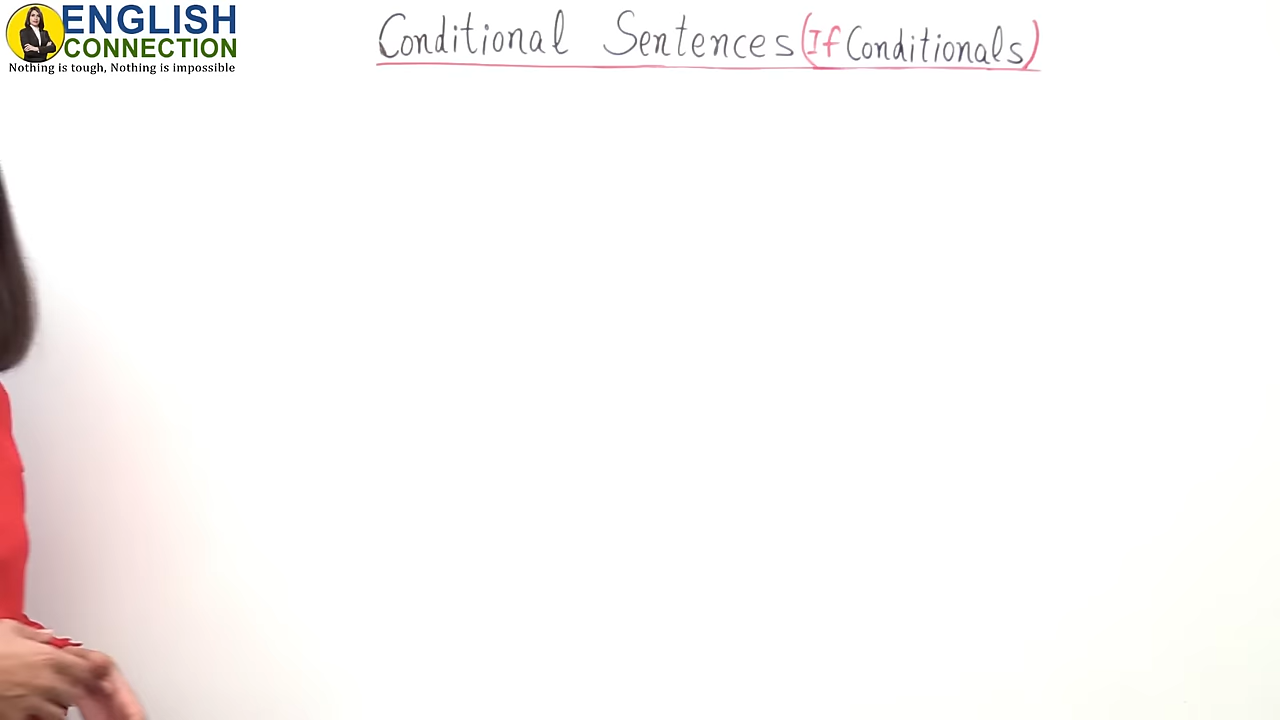 ENGLISH
CONNECTION
Nothing is tough, Nothing is impossible
Conditional Sentences (If Conditionals)